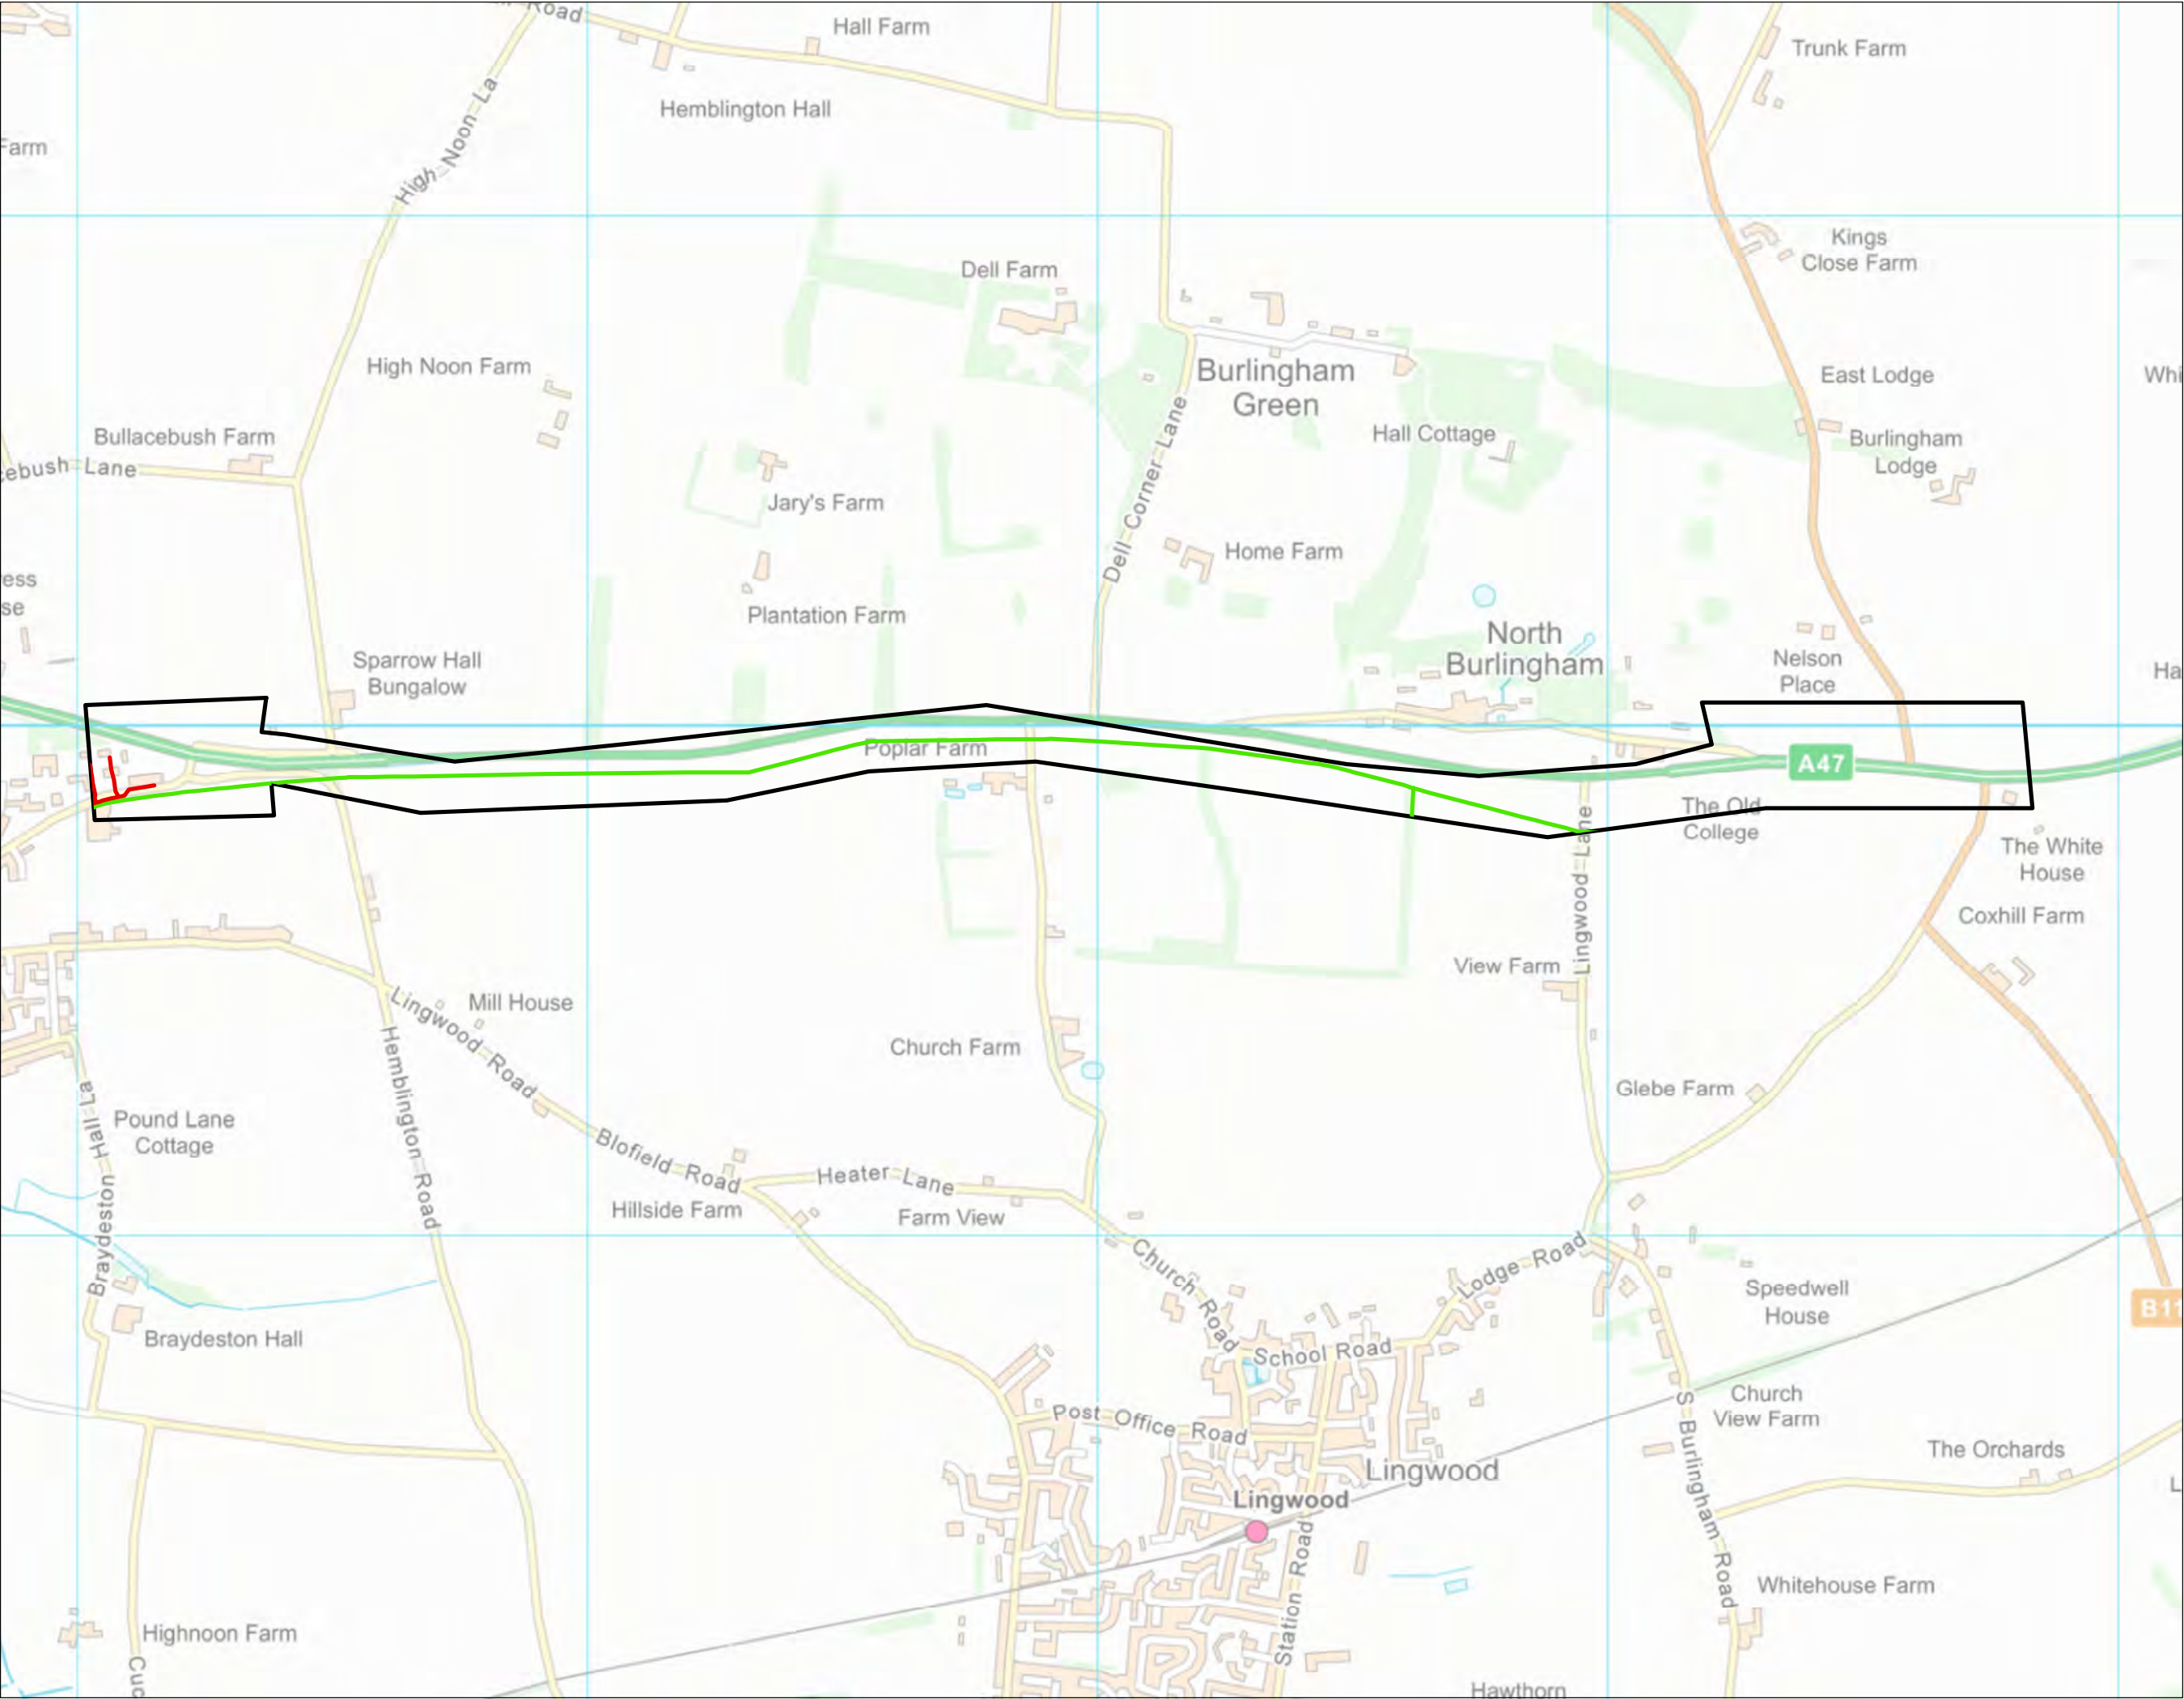 Road
Hall Farm
Trunk Farm
Hemblington Hall
Farm
High Noon La
Kings
Close Farm
Dell Farm
High Noon Farm
Burlingham
Green
East Lodge
Whi
Bullacebush Farm
Hall Cottage
Burlingham
Lodge
cebush Lane
Jary's Farm
Dell Corner Lane
Home Farm
ess
se
Plantation Farm
North
Burlingham
Sparrow Hall
Bungalow
Nelson
Place
Ha
Poplar Farm
A47
The Old
College
The White
House
Lingwood Lane
Coxhill Farm
View Farm
Lingwood Road
Mill House
Church Farm
Hemblington Road
Glebe Farm
Pound Lane
Cottage
Braydeston Hall La
Blofield Road
Heater Lane
Hillside Farm
Farm View
Church Road
Lodge Road
Speedwell
House
B11
Braydeston Hall
School Road
Church
View Farm
Post Office Road
S Burlingham Road
The Orchards
Lingwood
L
Lingwood
Station Road
Whitehouse Farm
Highnoon Farm
Cuc
Hawthorn